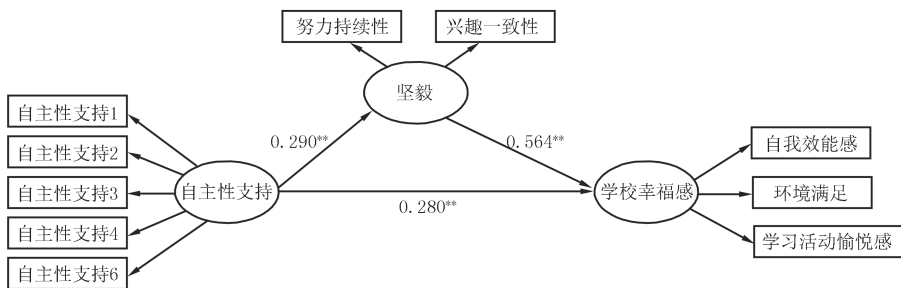 努力持续性
兴趣一致性
坚毅
自主性支持1
自主性支持2
自主性支持3
自主性支持4
自主性支持6
自主性支持
0.290**
0.564**
0.280**
学校幸福感
自我效能感
环境满足
学习活动愉悦感